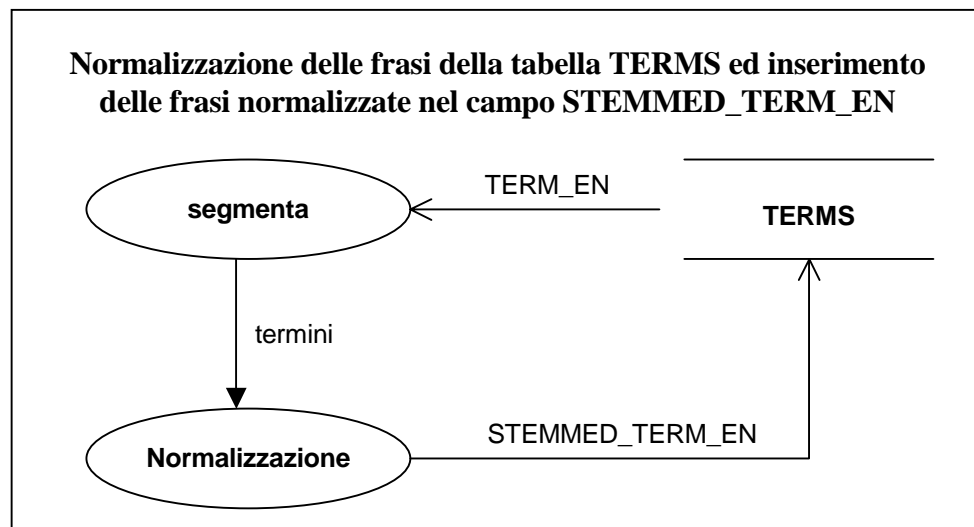 Normalizzazione delle frasi della tabella TERMS ed inserimento
delle frasi normalizzate nel campo STEMMED_TERM_EN
segmenta
TERM_EN
TERMS
termini
Normalizzazione
STEMMED_TERM_EN